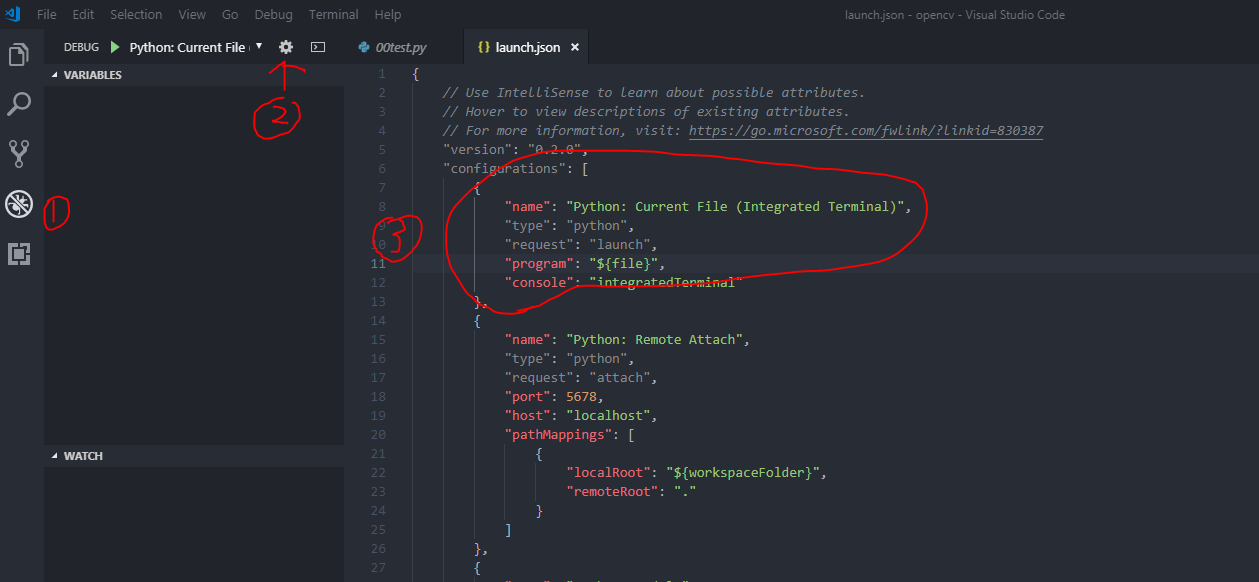 File Edit Selection View Go Debug Terminal Help
launch.json - opencv - Visual Studio Code
DEBUG Python: Current File
00test.py
{} launch.json ×
VARIABLES
WATCH
1
2
3
1 {
2 // Use IntelliSense to learn about possible attributes.
3 // Hover to view descriptions of existing attributes.
4 // For more information, visit: https://go.microsoft.com/fwlink/?linkid=830387
5 "version": "0.2.0",
6 "configurations": [
7 {
8 "name": "Python: Current File (Integrated Terminal)",
9 "type": "python",
10 "request": "launch",
11 "program": "${file}",
12 "console": "integratedTerminal"
13 },
14 {
15 "name": "Python: Remote Attach",
16 "type": "python",
17 "request": "attach",
18 "port": 5678,
19 "host": "localhost",
20 "pathMappings": [
21 {
22 "localRoot": "${workspaceFolder}",
23 "remoteRoot": "."
24 }
25 ]
26 },
27 {